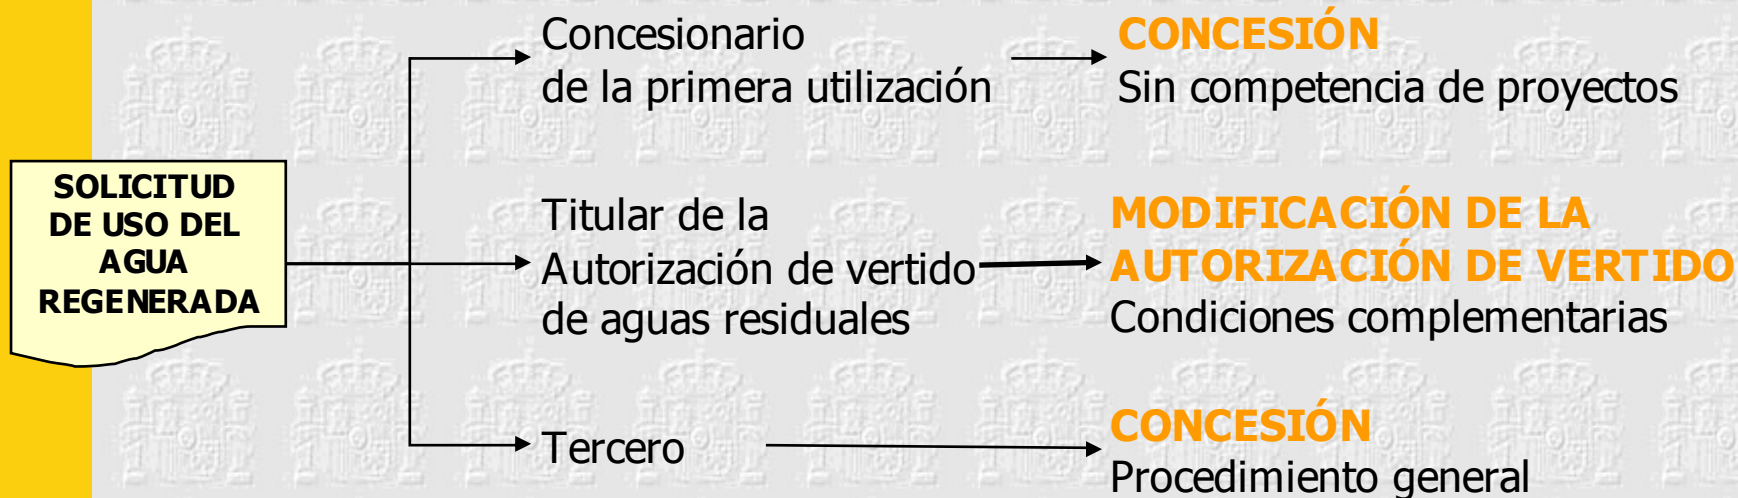 SOLICITUD
DE USO DEL
AGUA
REGENERADA
Concesionario
de la primera utilización
CONCESIÓN
Sin competencia de proyectos
Titular de la
Autorización de vertido
de aguas residuales
MODIFICACIÓN DE LA
AUTORIZACIÓN DE VERTIDO
Condiciones complementarias
Tercero
CONCESIÓN
Procedimiento general